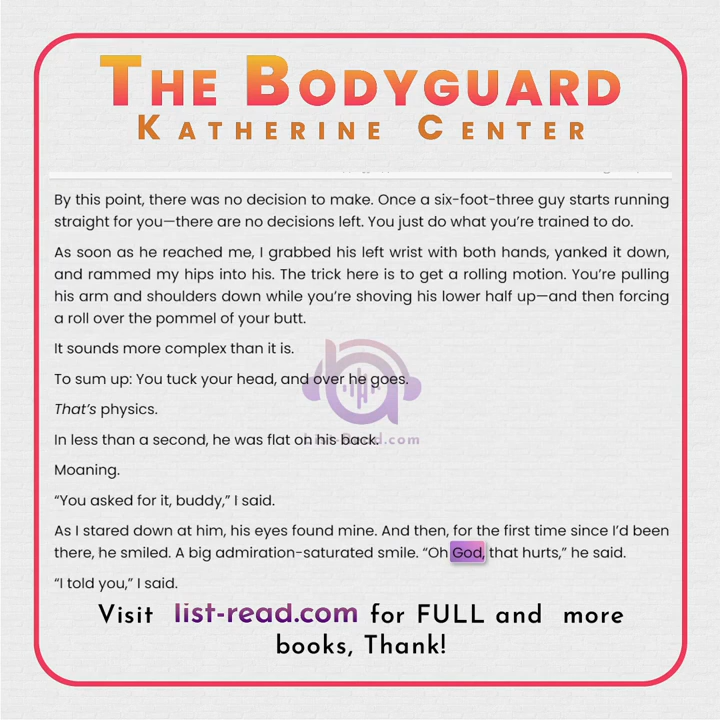 THE BODYGUARD
KATHERINE CENTER
By this point, there was no decision to make. Once a six-foot-three guy starts running
straight for you—there are no decisions left. You just do what you're trained to do.
As soon as he reached me, I grabbed his left wrist with both hands, yanked it down,
and rammed my hips into his. The trick here is to get a rolling motion. You're pulling
his arm and shoulders down while you're shoving his lower half up—and then forcing
a roll over the pommel of your butt.
It sounds more complex than it is.
To sum up: You tuck your head, and over he goes.
That's physics.
In less than a second, he was flat on his back.
List-Read.com
Moaning.
“You asked for it, buddy,” I said.
As I stared down at him, his eyes found mine. And then, for the first time since I'd been
there, he smiled. A big admiration-saturated smile. “Oh God, that hurts,” he said.
“I told you,” I said.
Visit list-read.com for FULL and more
books, Thank!